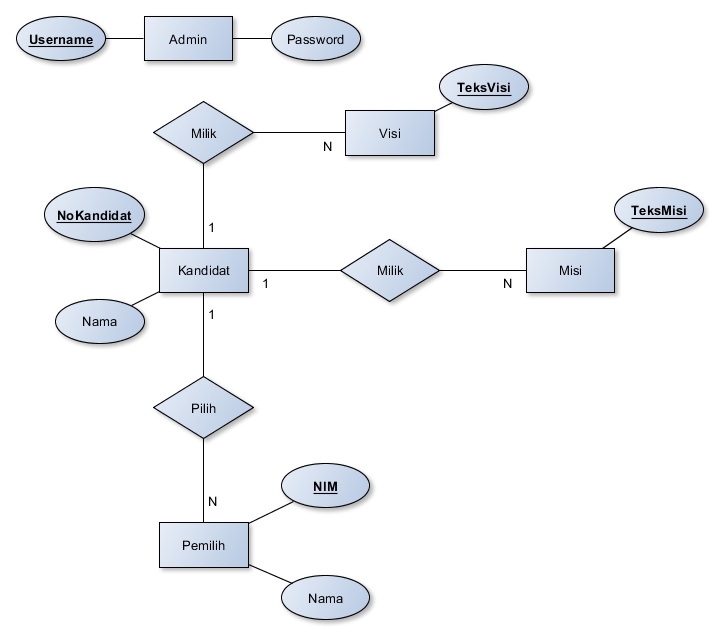 Username
Admin
Password
TeksVisi
Milik
Visi
N
1
NoKandidat
TeksMisi
Kandidat
1
Milik
N
Misi
Nama
1
Pilih
N
NIM
Pemilih
Nama